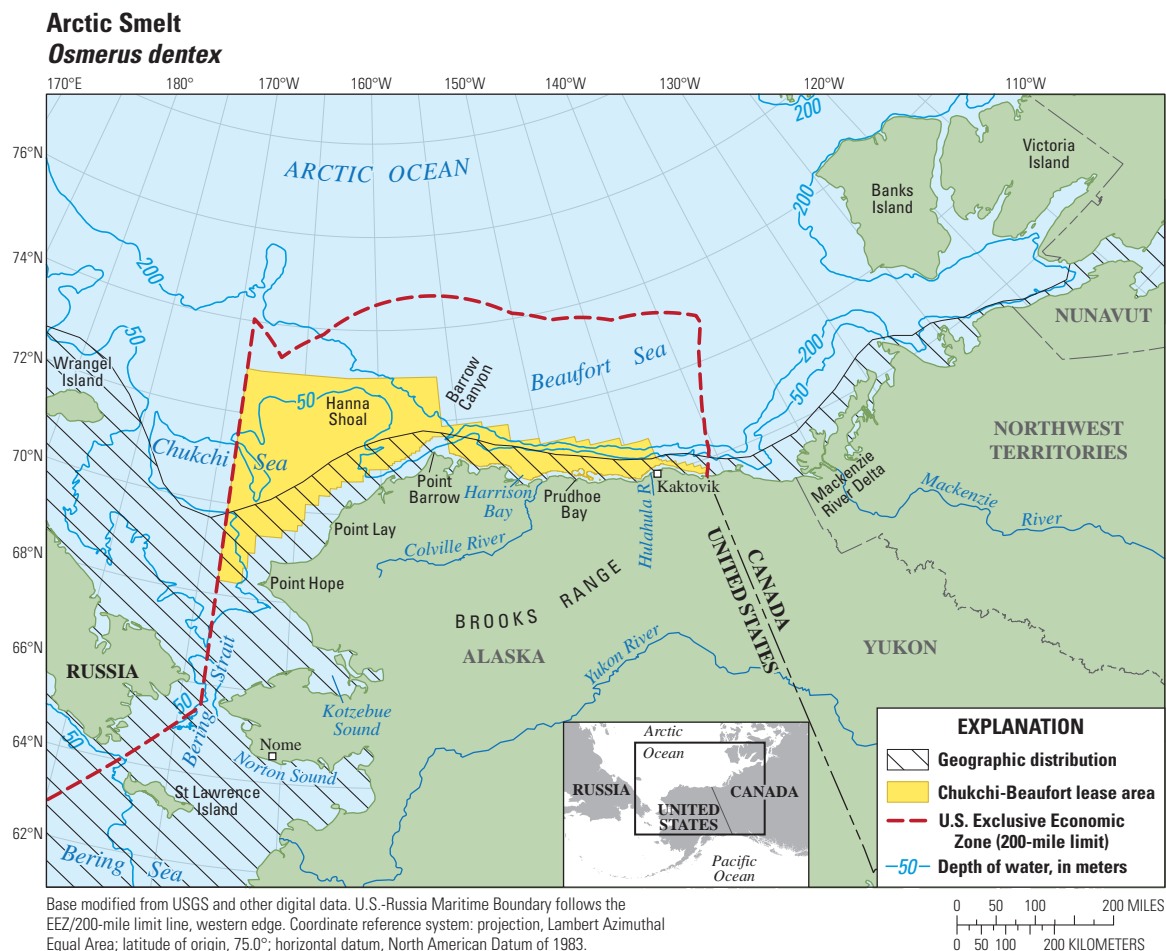 Arctic Smelt
Osmerus dentex
170°E
180°
170°W
160°W
150°W
140°W
130°W
120°W
110°W
76°N
74°N
72°N
70°N
68°N
66°N
64°N
62°N
ARCTIC OCEAN
200
200
200
200
Victoria
Island
Banks
Island
NUNAVUT
50
Wrangel
Island
Beaufort Sea
Barrow
Canyon
50
Hanna
Shoal
50
Chukchi
Sea
NORTHWEST
TERRITORIES
Point
Barrow
Harrison
Bay
Prudhoe
Bay
Hulahula R.
Kaktovik
Mackenzie
River Delta
Mackenzie
River
Point Lay
Colville River
Point Hope
BROOKS RANGE
CANADA
UNITED STATES
RUSSIA
ALASKA
YUKON
Yukon River
Bering Strait
50
50
Kotzebue
Sound
Nome
Norton Sound
St Lawrence
Island
Bering Sea
Arctic
Ocean
RUSSIA
CANADA
UNITED
STATES
Pacific
Ocean
EXPLANATION
Geographic distribution
Chukchi-Beaufort lease area
U.S. Exclusive Economic
Zone (200-mile limit)
50 Depth of water, in meters
Base modified from USGS and other digital data. U.S.-Russia Maritime Boundary follows the
EEZ/200-mile limit line, western edge. Coordinate reference system: projection, Lambert Azimuthal
Equal Area; latitude of origin, 75.0°; horizontal datum, North American Datum of 1983.
0 50 100 200 MILES
0 50 100 200 KILOMETERS